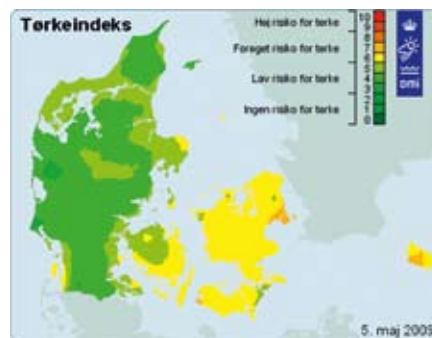 Tørkeindeks
Høj risiko for tørke
Forøget risiko for tørke
Lav risiko for tørke
Ingen risiko for tørke
10
9
8
7
6
5
4
3
2
1
0
dmi
5. maj 2009